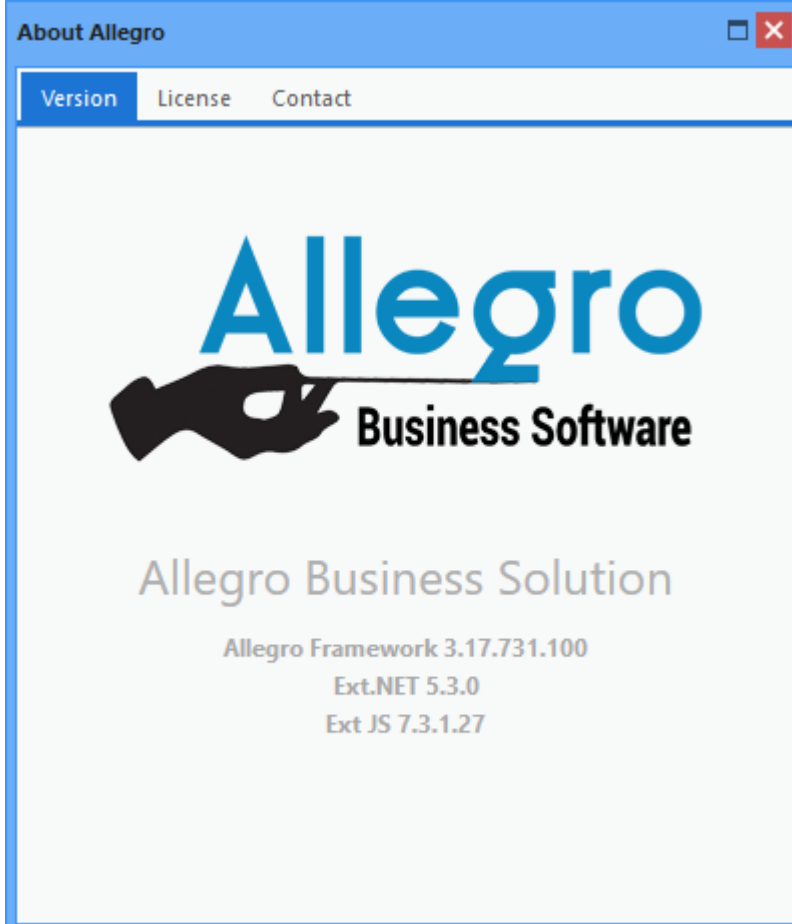 About Allegro
Version License Contact
Allegro
Business Software
Allegro Business Solution
Allegro Framework 3.17.731.100
Ext.NET 5.3.0
Ext JS 7.3.1.27